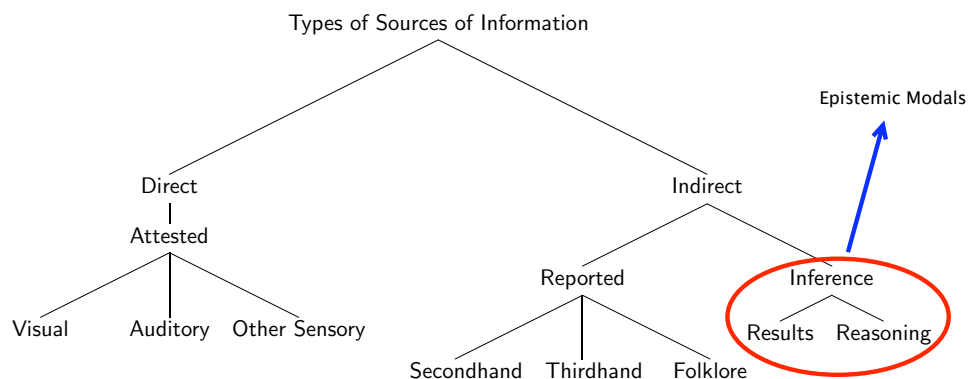 Types of Sources of Information
Epistemic Modals
Direct
Indirect
Attested
Reported
Inference
Visual
Auditory
Other Sensory
Results
Reasoning
Secondhand
Thirdhand
Folklore